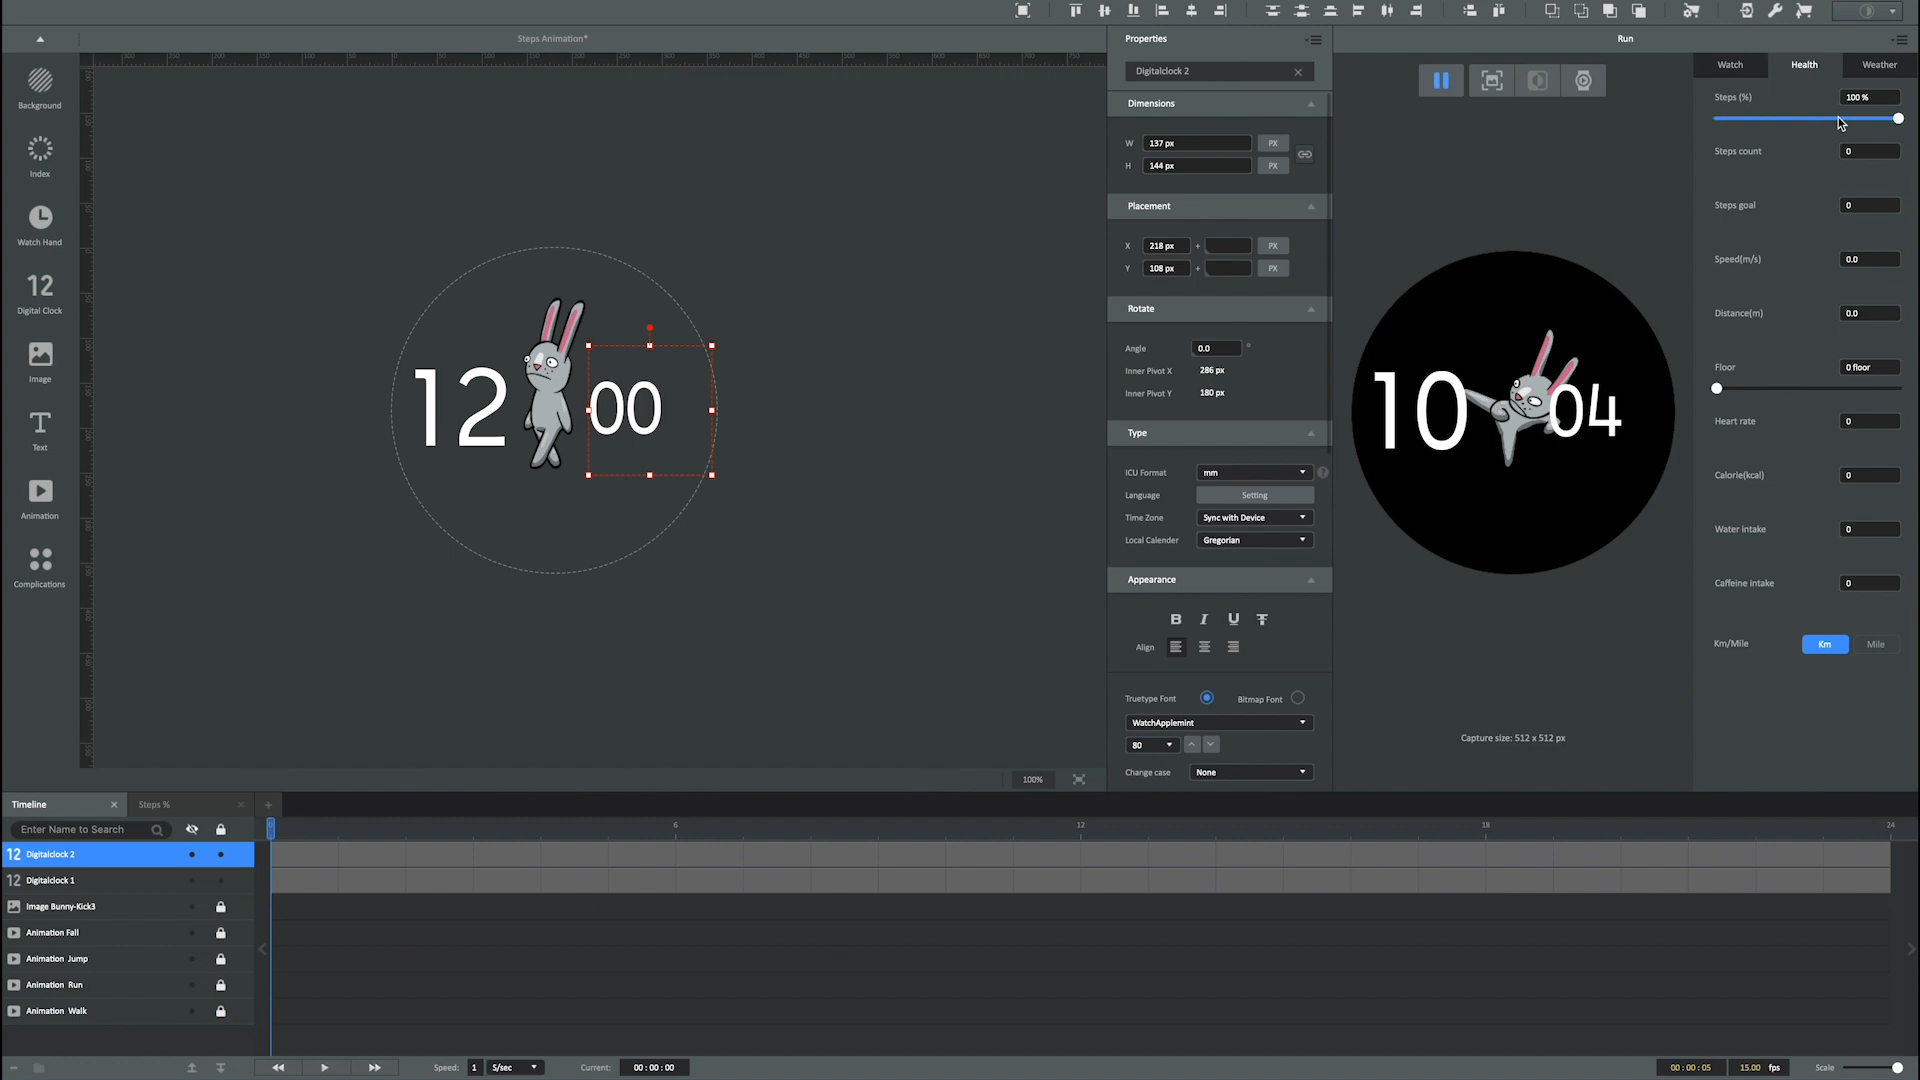 Steps Animation*
Properties
Run
Digitalclock 2
Watch
Health
Weather
Background
Index
Watch Hand
12
Digital Clock
Image
Text
Animation
Complications
12
00
Dimensions
W 137 px PX
H 144 px PX
Placement
X 218 px + PX
Y 108 px + PX
Rotate
Angle 0.0 °
Inner Pivot X 286 px
Inner Pivot Y 180 px
Type
ICU Format mm
Language Setting
Time Zone Sync with Device
Local Calender Gregorian
Appearance
B I U T
Align
Truetype Font Bitmap Font
WatchApplemint
80
Change case None
10
04
Capture size: 512 x 512 px
Steps (%) 100 %
Steps count 0
Steps goal 0
Speed(m/s) 0.0
Distance(m) 0.0
Floor 0 floor
Heart rate 0
Calorie(kcal) 0
Water intake 0
Caffeine intake 0
Km/Mile Km Mile
100%
Timeline
Steps %
Enter Name to Search
0 6 12 18 24
12 Digitalclock 2
12 Digitalclock 1
Image Bunny-Kick3
Animation Fall
Animation Jump
Animation Run
Animation Walk
Speed: 1 S/sec
Current: 00 : 00 : 00
00 : 00 : 05
15.00 fps
Scale